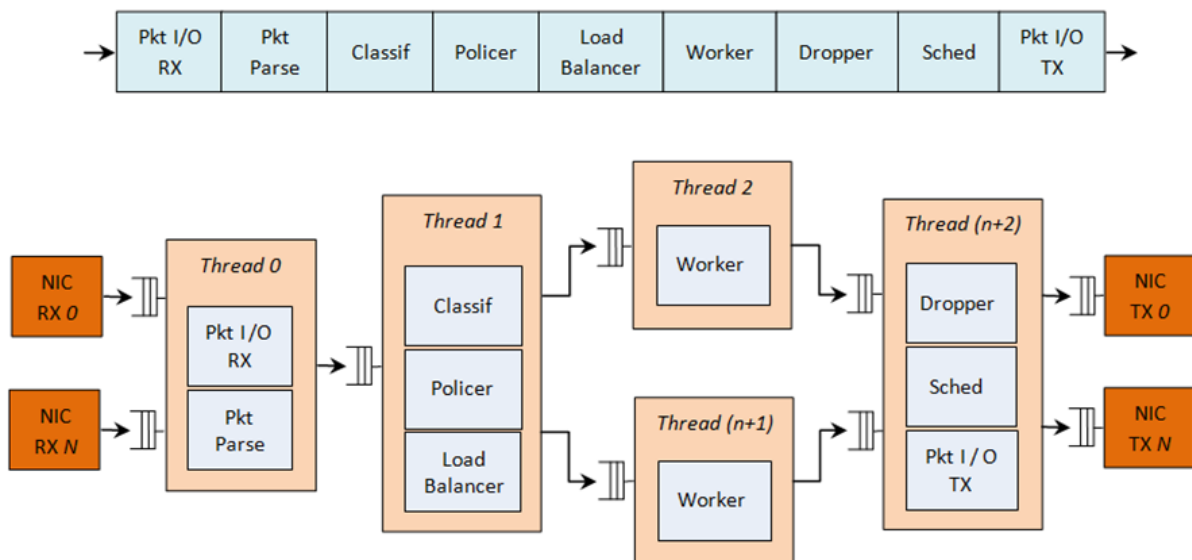 Pkt I/O
RX
Pkt
Parse
Classif
Policer
Load
Balancer
Worker
Dropper
Sched
Pkt I/O
TX
NIC
RX 0
NIC
RX N
Thread 0
Pkt I/O
RX
Pkt
Parse
Thread 1
Classif
Policer
Load
Balancer
Thread 2
Worker
Thread (n+1)
Worker
Thread (n+2)
Dropper
Sched
Pkt I / O
TX
NIC
TX 0
NIC
TX N